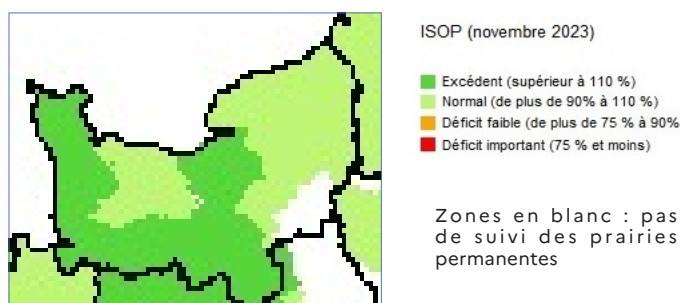 ISOP (novembre 2023)
Excédent (supérieur à 110 %)
Normal (de plus de 90% à 110 %)
Déficit faible (de plus de 75 % à 90%
Déficit important (75 % et moins)
Zones en blanc : pas
de suivi des prairies
permanentes